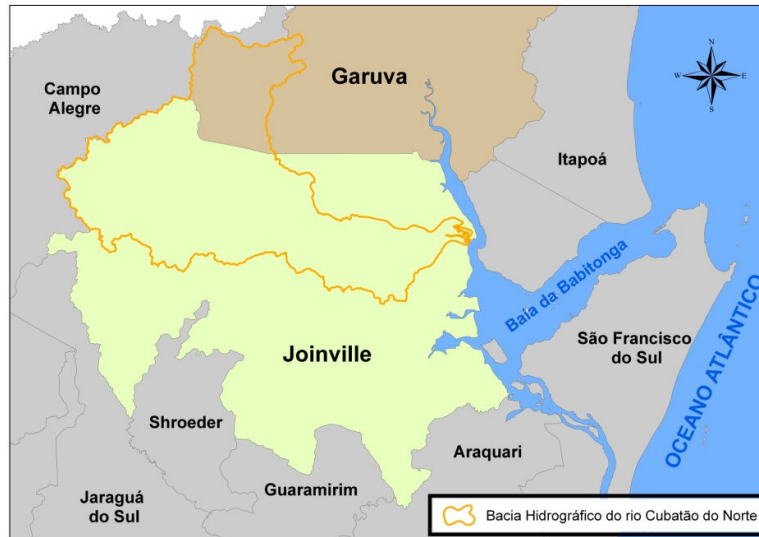 N
W
E
S
Campo
Alegre
Garuva
Itapoá
Baia da Babitonga
São Francisco
do Sul
OCEANO ATLÂNTICO
Joinville
Shroeder
Araquari
Guaramirim
Jaraguá
do Sul
Bacia Hidrográfico do rio Cubatão do Norte